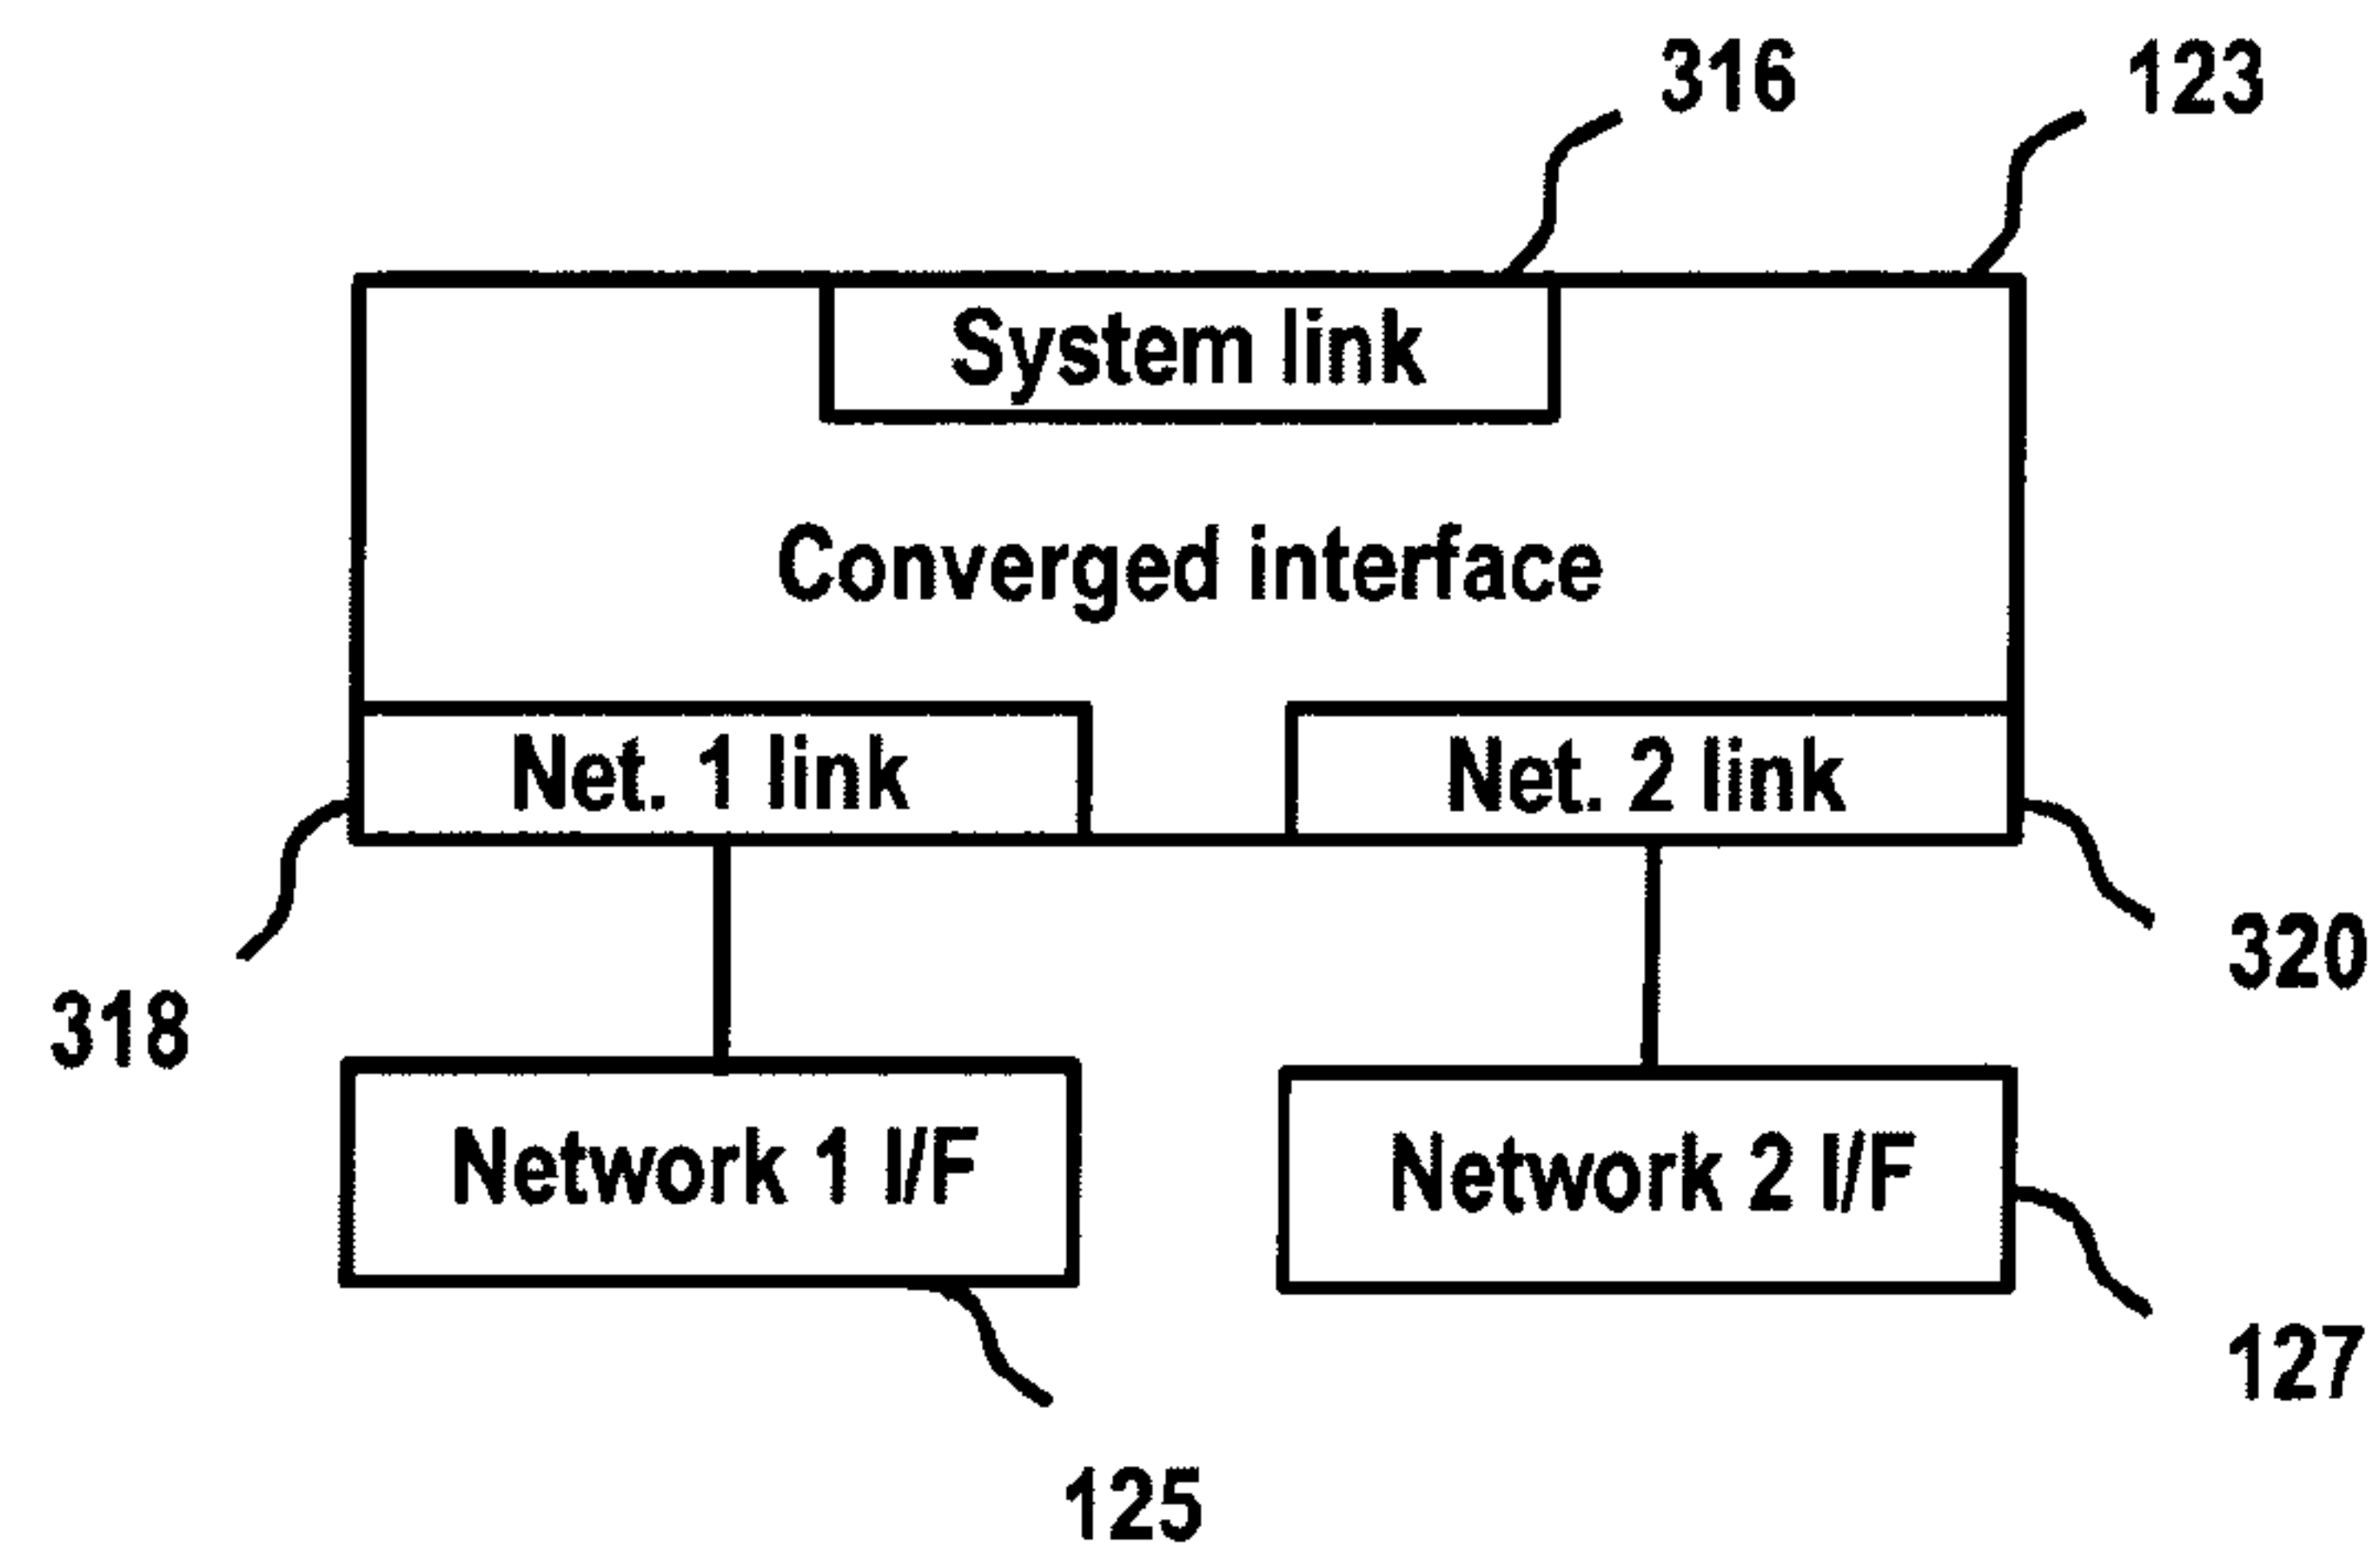 316
123
System link
Converged interface
Net. 1 link
Net. 2 link
318
320
Network 1 I/F
Network 2 I/F
125
127